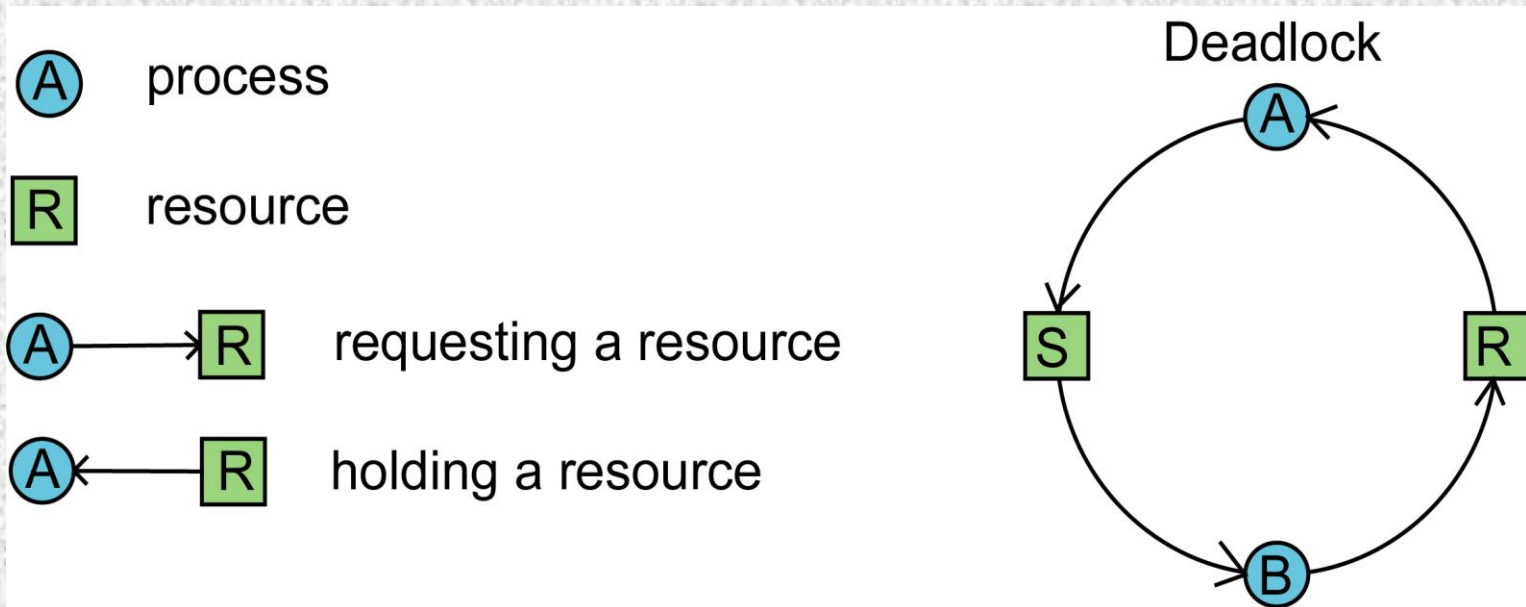 A process
R resource
A R requesting a resource
A R holding a resource
Deadlock
A
S R
B